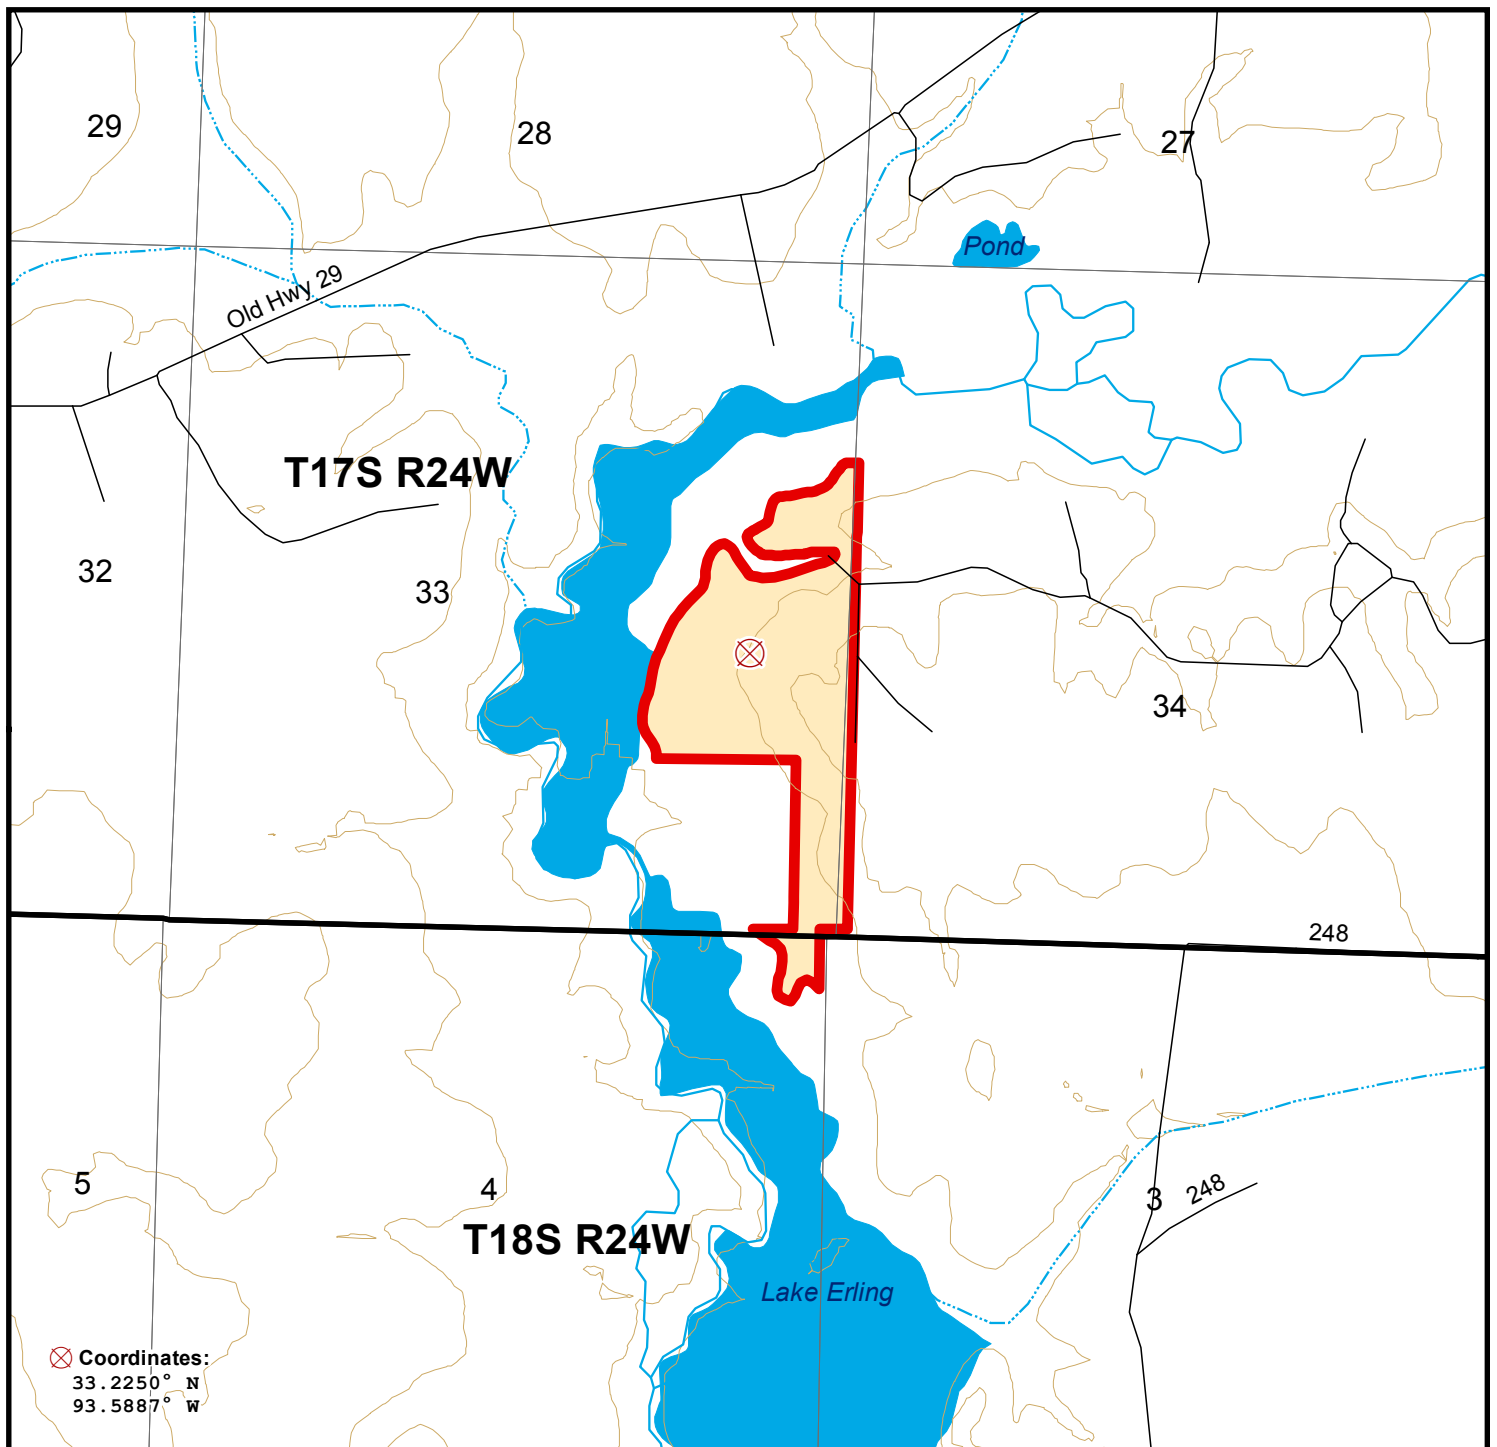 29
28
27
Pond
Old Hwy 29
T17S R24W
32
33
34
248
5
4
3
248
T18S R24W
Lake Erling
Coordinates:
33.2250° N
93.5887° W